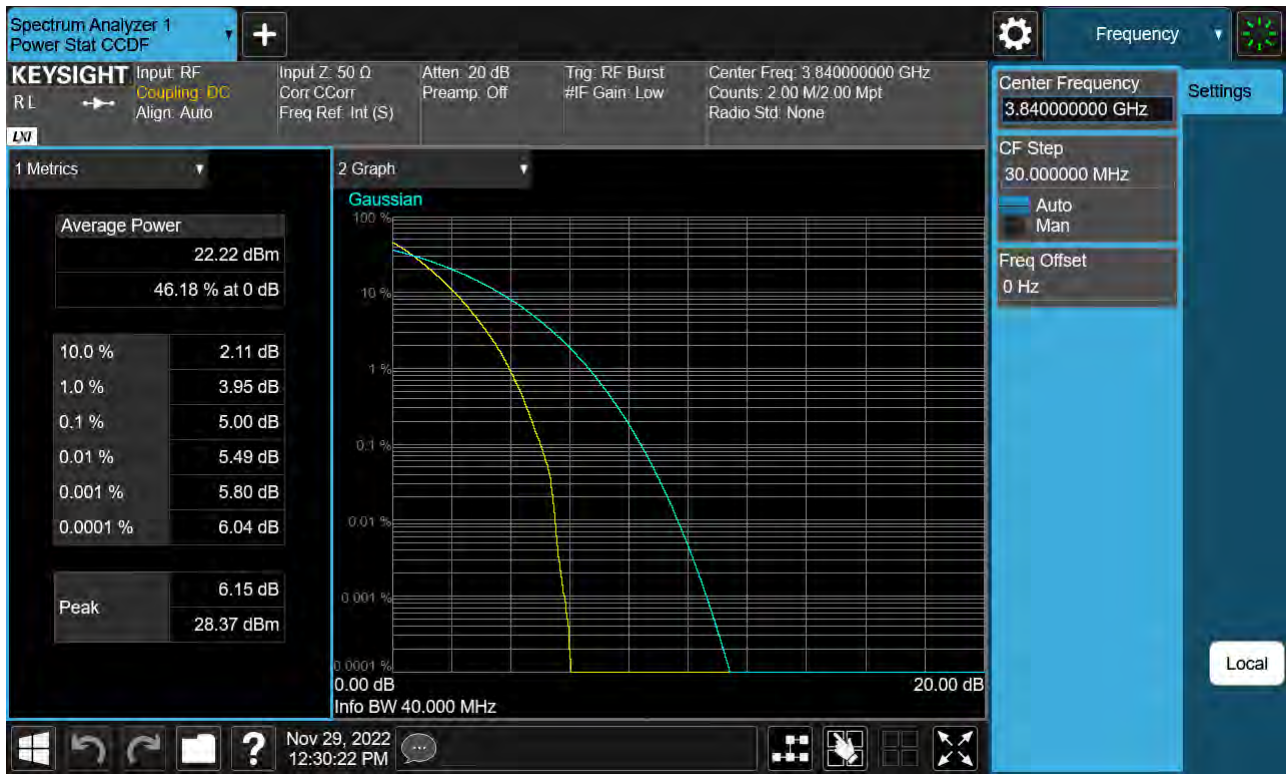 Spectrum Analyzer 1
Power Stat CCDF
Frequency
KEYSIGHT
RL
LXI
Input: RF
Coupling: DC
Align: Auto
Input Z: 50 Ω
Corr CCorr
Freq Ref: Int (S)
Atten: 20 dB
Preamp: Off
Trig: RF Burst
#IF Gain: Low
Center Freq: 3.840000000 GHz
Counts: 2.00 M/2.00 Mpt
Radio Std: None
Center Frequency
3.840000000 GHz
Settings
CF Step
30.000000 MHz
Auto
Man
Freq Offset
0 Hz
1 Metrics
Average Power
22.22 dBm
46.18 % at 0 dB
10.0 % 2.11 dB
1.0 % 3.95 dB
0.1 % 5.00 dB
0.01 % 5.49 dB
0.001 % 5.80 dB
0.0001 % 6.04 dB
Peak 6.15 dB
28.37 dBm
2 Graph
Gaussian
100 %
10 %
1 %
0.1 %
0.01 %
0.001 %
0.0001 %
0.00 dB 20.00 dB
Info BW 40.000 MHz
Local
Nov 29, 2022
12:30:22 PM